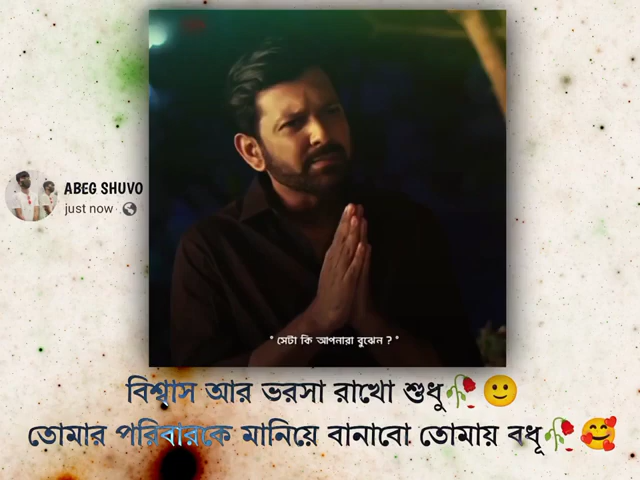 ABEG SHUVO
just now
" সেটা কি আপনারা বুঝেন ? "
বিশ্বাস আর ভরসা রাখো শুধু🥀🙂
তোমার পরিবারকে মানিয়ে বানাবো তোমায় বধূ🥀🥰